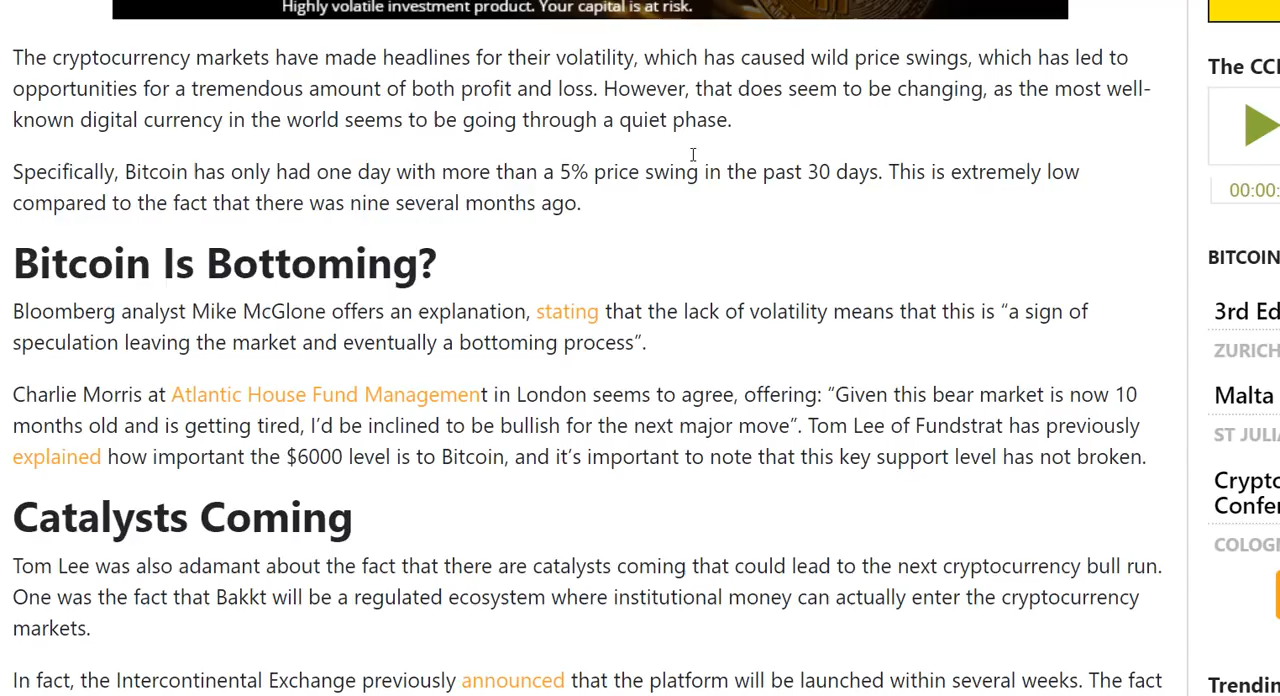 Highly volatile investment product. Your capital is at risk.
The cryptocurrency markets have made headlines for their volatility, which has caused wild price swings, which has led to
opportunities for a tremendous amount of both profit and loss. However, that does seem to be changing, as the most well-
known digital currency in the world seems to be going through a quiet phase.
Specifically, Bitcoin has only had one day with more than a 5% price swing in the past 30 days. This is extremely low
compared to the fact that there was nine several months ago.
Bitcoin Is Bottoming?
Bloomberg analyst Mike McGlone offers an explanation, stating that the lack of volatility means that this is “a sign of
speculation leaving the market and eventually a bottoming process”.
Charlie Morris at Atlantic House Fund Management in London seems to agree, offering: “Given this bear market is now 10
months old and is getting tired, I’d be inclined to be bullish for the next major move”. Tom Lee of Fundstrat has previously
explained how important the $6000 level is to Bitcoin, and it’s important to note that this key support level has not broken.
Catalysts Coming
Tom Lee was also adamant about the fact that there are catalysts coming that could lead to the next cryptocurrency bull run.
One was the fact that Bakkt will be a regulated ecosystem where institutional money can actually enter the cryptocurrency
markets.
In fact, the Intercontinental Exchange previously announced that the platform will be launched within several weeks. The fact
The CC
00:00:
BITCOIN
3rd Ed
ZURICH
Malta
ST JULIA
Crypto
Confer
COLOGN
Trendin